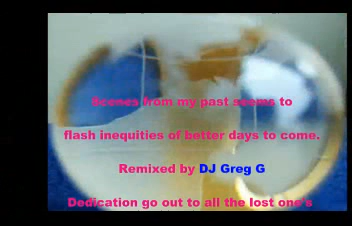 Scenes from my past seems to
flash inequities of better days to come.
Remixed by DJ Greg G
Dedication go out to all the lost one's